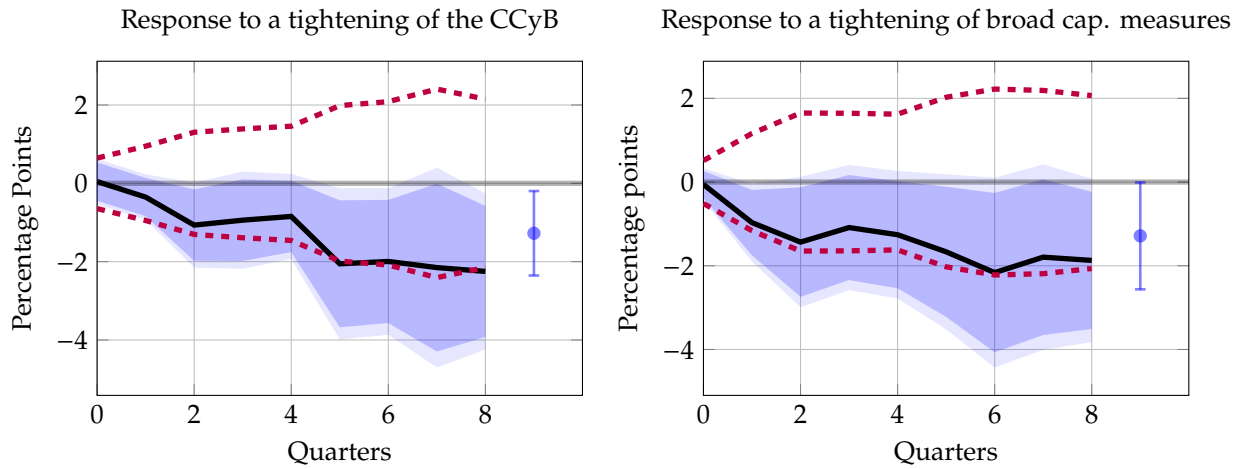 Response to a tightening of the CCyB
Percentage Points
2
0
−2
−4
0 2 4 6 8
Quarters
Response to a tightening of broad cap. measures
Percentage points
2
0
−2
−4
0 2 4 6 8
Quarters